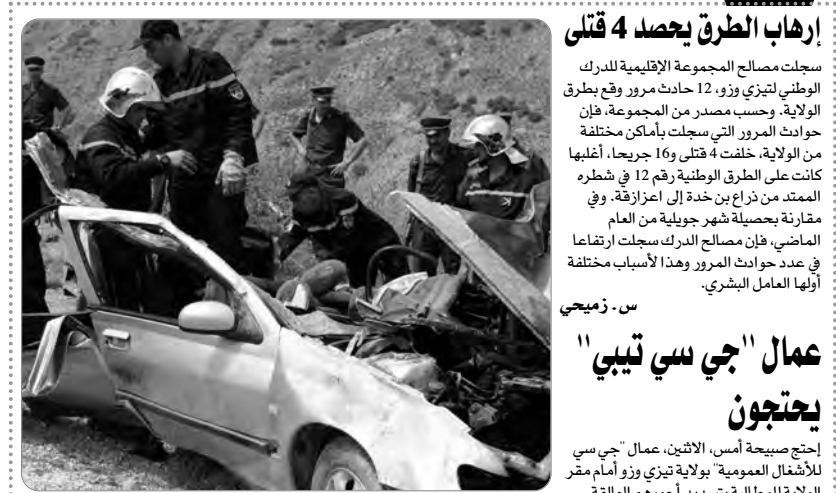 إرهاب الطرق يحصد 4 قتلى
سجلت مصالح المجموعة الإقليمية للدرك
الوطني لتيزي وزو، 12 حادث مرور وقع بطرق
الولاية. وحسب مصدر من المجموعة، فإن
حوادث المرور التي سجلت بأماكن مختلفة
من الولاية، خلفت 4 قتلى و16 جريحا، أغلبها
كانت على الطرق الوطنية رقم 12 في شطره
الممتد من ذراع بن خدة إلى اعزازقة. وفي
مقارنة بحصيلة شهر جويلية من العام
الماضي، فإن مصالح الدرك سجلت ارتفاعا
في عدد حوادث المرور وهذا لأسباب مختلفة
أولها العامل البشري.
س. زميحي
عمال "جي سي تيبي"
يحتجون
إحتج صبيحة أمس، الاثنين، عمال "جي سي
للأشغال العمومية" بولاية تيزي وزو أمام مقر